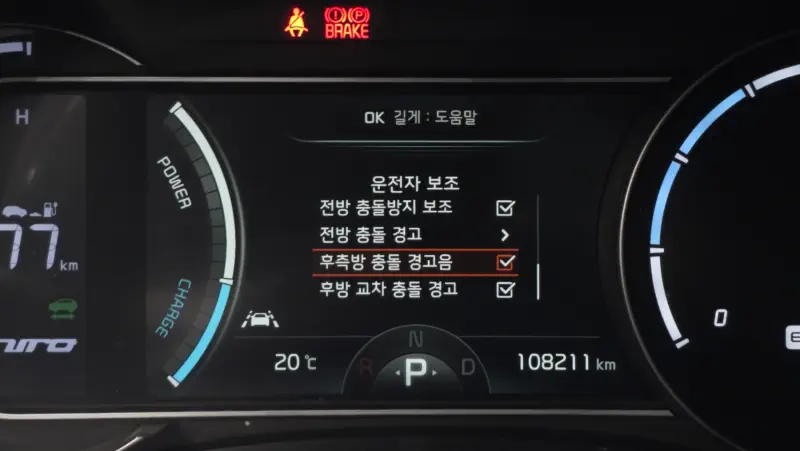 BRAKE
OK 길게 : 도움말
H
운전자 보조
POWER
전방 충돌방지 보조
전방 충돌 경고
77 km
후측방 충돌 경고음
후방 교차 충돌 경고
CHARGE
niro
0
N
20 ℃
R
P
D
108211 km
E